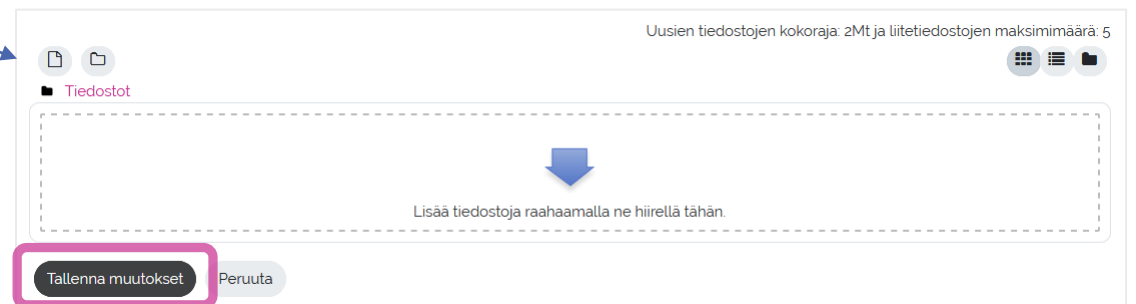 Uusien tiedostojen kokoraja: 2Mt ja liitetiedostojen maksimimäärä: 5
Tiedostot
Lisää tiedostoja raahaamalla ne hiirellä tähän.
Tallenna muutokset Peruuta